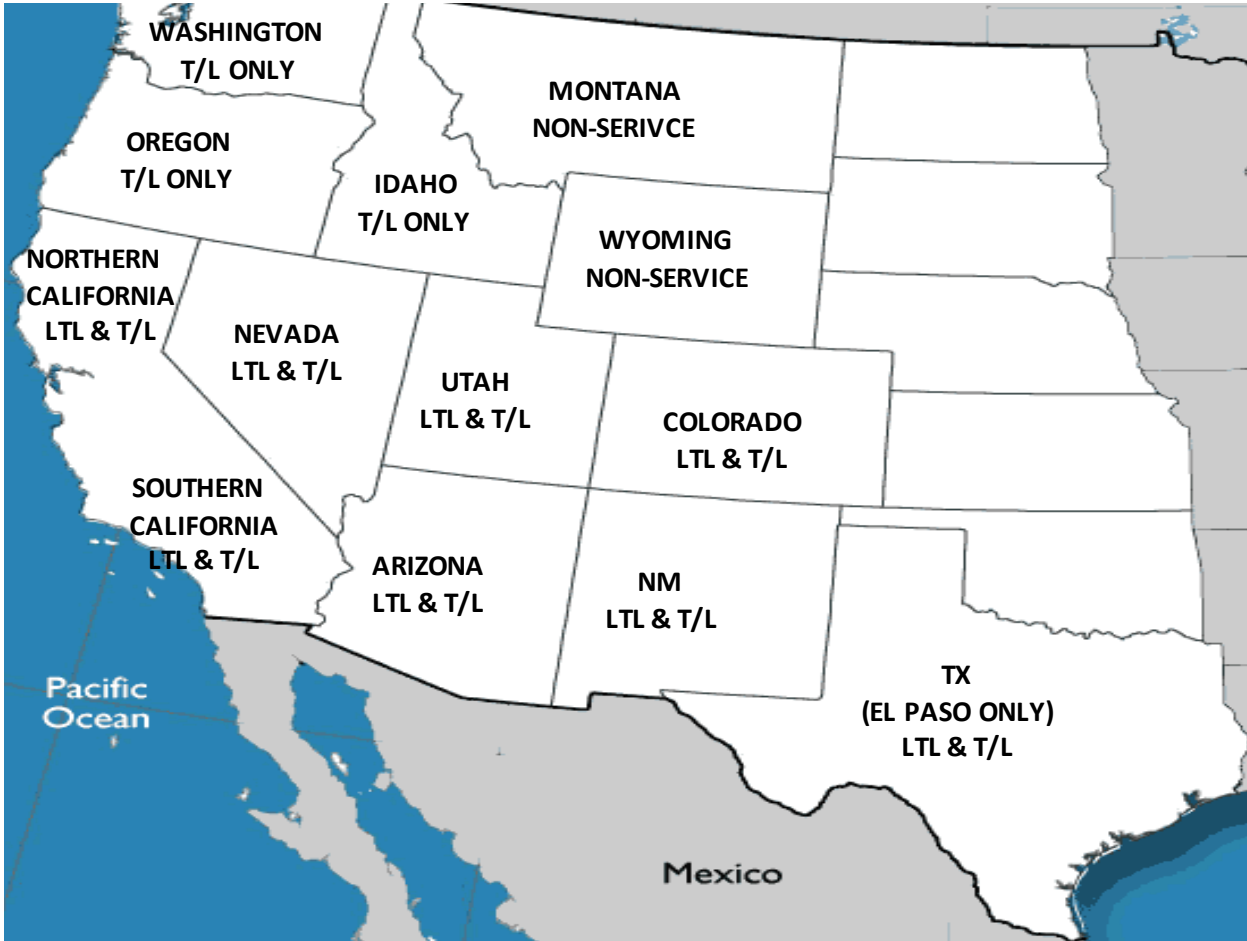 WASHINGTON
T/L ONLY
MONTANA
NON-SERIVCE
OREGON
T/L ONLY
IDAHO
T/L ONLY
WYOMING
NON-SERVICE
NORTHERN
CALIFORNIA
LTL & T/L
NEVADA
LTL & T/L
UTAH
LTL & T/L
COLORADO
LTL & T/L
SOUTHERN
CALIFORNIA
LTL & T/L
ARIZONA
LTL & T/L
NM
LTL & T/L
TX
(EL PASO ONLY)
LTL & T/L
Pacific
Ocean
Mexico